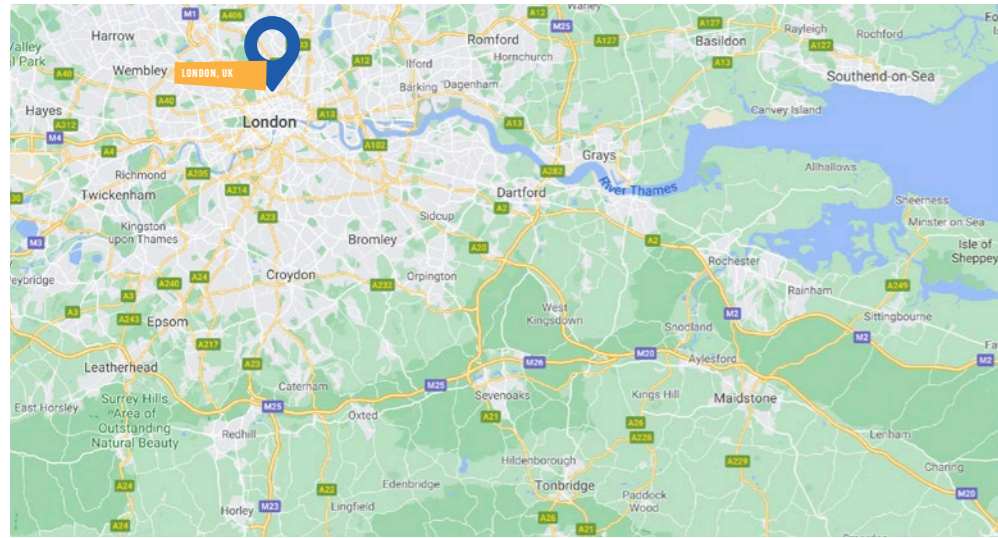 M1
A406
A12
Warley
M25
A127
Rayleigh
Rochford
Harrow
Romford
Basildon
A127
Valley
Park
Hornchurch
A13
Wembley
LONDON, UK
A12
Ilford
Southend-on-Sea
A40
Barking
Dagenham
Hayes
A40
A13
Canvey Island
A312
London
A13
M4
A4
A102
Grays
Richmond
A205
A282
Allhallows
Twickenham
A214
Dartford
River Thames
Sheerness
A23
Sidcup
A2
Minster on Sea
Kingston
upon Thames
M3
Bromley
A20
A2
Isle of
Sheppey
Croydon
Orpington
Rochester
A240
A24
A232
Rainham
A249
A3
West
Kingsdown
A3
A243
Epsom
Snodland
M2
Sittingbourne
A217
M2
Leatherhead
A23
M26
M20
Aylesford
M2
M25
Caterham
Sevenoaks
Kings Hill
Maidstone
Surrey Hills
Area of
Outstanding
Natural Beauty
East Horsley
M25
Oxted
A21
A26
A228
Redhill
Lenham
Hildenborough
A229
Charing
A24
A22
Edenbridge
Tonbridge
Paddock
Wood
M20
Horley
M23
Lingfield
A24
A26
A21